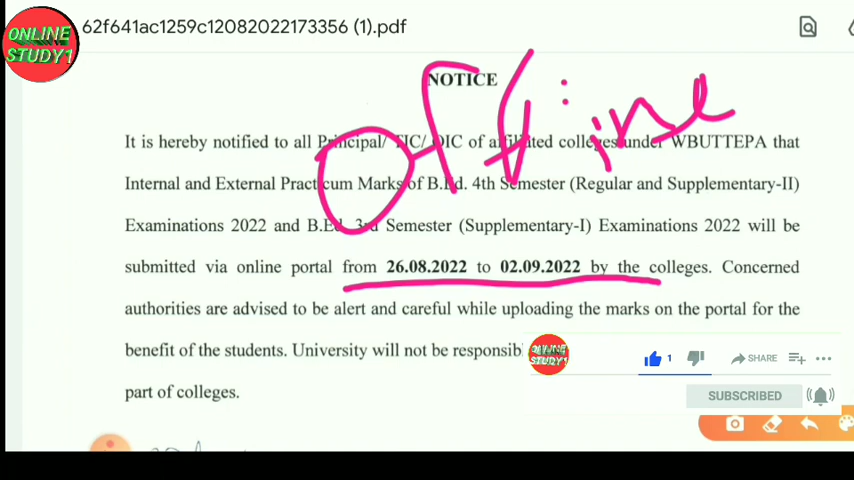 ONLINE
STUDY1
62f641ac1259c12082022173356 (1).pdf
NOTICE
offline
It is hereby notified to all Principal/ TIC/ OIC of affiliated colleges under WBUTTEPA that
Internal and External Practicum Marks of B.Ed. 4th Semester (Regular and Supplementary-II)
Examinations 2022 and B.Ed. 3rd Semester (Supplementary-I) Examinations 2022 will be
submitted via online portal from 26.08.2022 to 02.09.2022 by the colleges. Concerned
authorities are advised to be alert and careful while uploading the marks on the portal for the
benefit of the students. University will not be
part of colleges.
ONLINE
STUDY1
1
SHARE
SUBSCRIBED